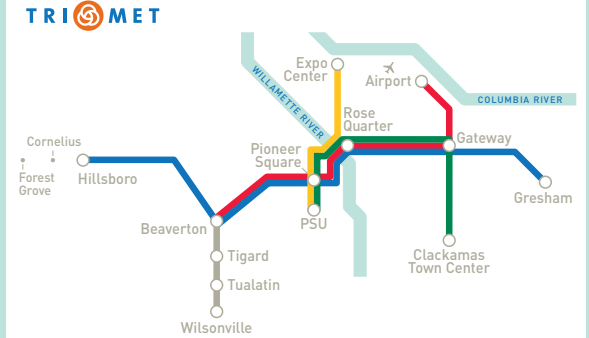 TRIMET
Expo
Center
Airport
WILLAMETTE RIVER
COLUMBIA RIVER
Rose
Quarter
Cornelius
Pioneer
Square
Gateway
Forest
Grove
Hillsboro
Gresham
Beaverton
PSU
Tigard
Clackamas
Town Center
Tualatin
Wilsonville